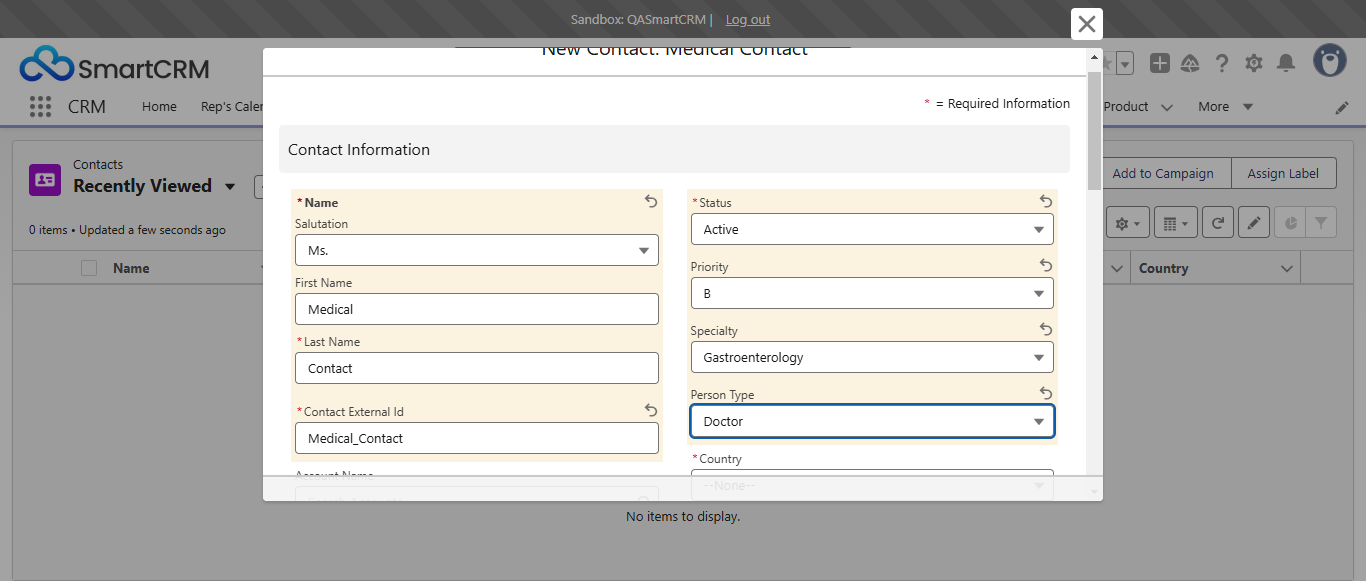 Sandbox: QASmartCRM | Log out
New Contact: Medical Contact
SmartCRM
CRM
Home
Rep's Caler
Product
More
* = Required Information
Contact Information
Contacts
Recently Viewed
0 items • Updated a few seconds ago
Add to Campaign
Assign Label
Name
Country
* Name
Salutation
Ms.
First Name
Medical
* Last Name
Contact
* Contact External Id
Medical_Contact
Account Name
* Status
Active
Priority
B
Specialty
Gastroenterology
Person Type
Doctor
* Country
--None--
No items to display.